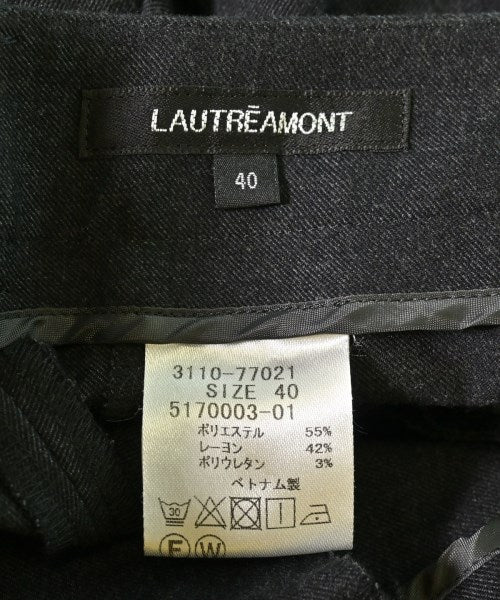 LAUTRĒAMONT
40
3110-77021
SIZE 40
5170003-01
ポリエステル 55%
レーヨン 42%
ポリウレタン 3%
ベトナム製
30
F W